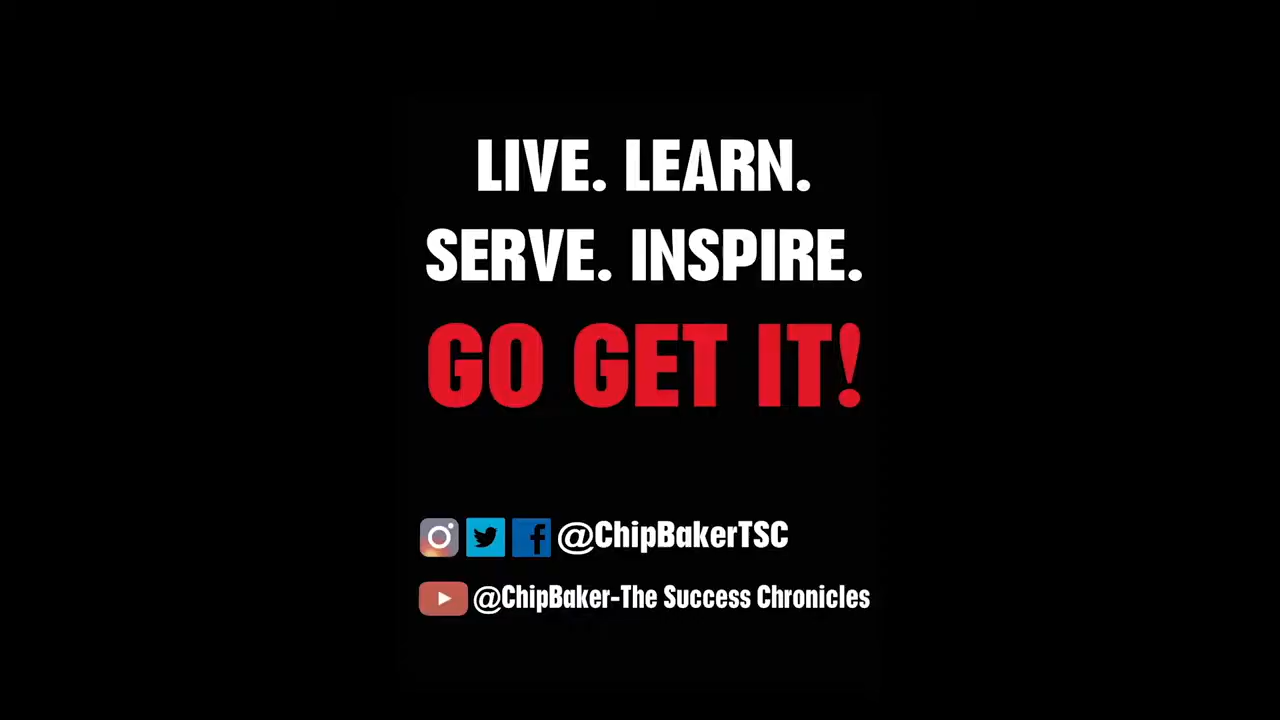 LIVE. LEARN.
SERVE. INSPIRE.
GO GET IT!
@ChipBakerTSC
@ChipBaker-The Success Chronicles